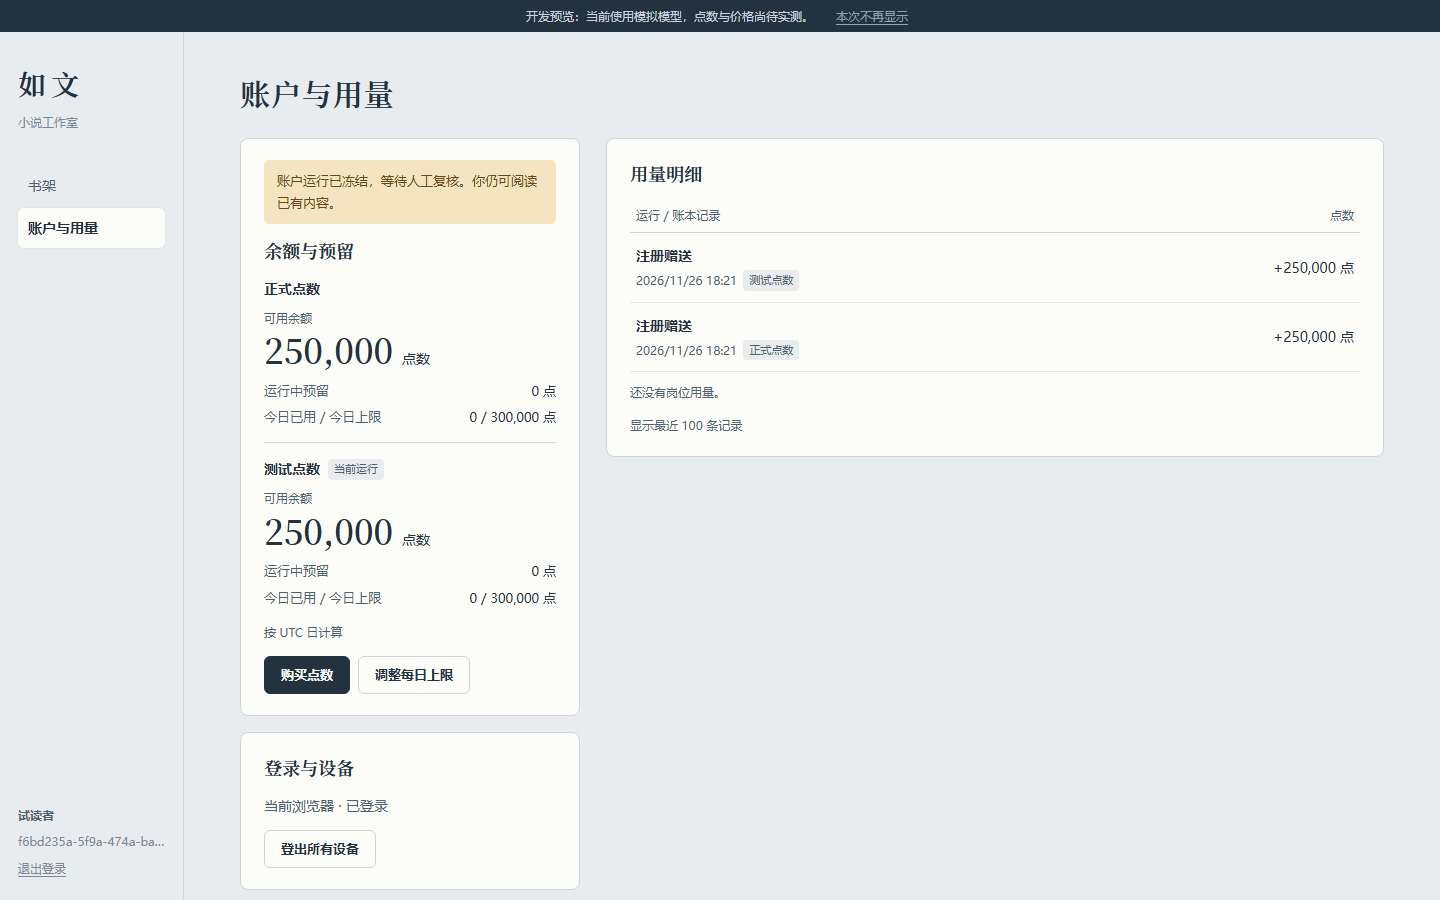 开发预览：当前使用模拟模型，点数与价格尚待实测。 本次不再显示
如文
小说工作室
书架
账户与用量
试读者
f6bd235a-5f9a-474a-ba...
退出登录
账户与用量
账户运行已冻结，等待人工复核。你仍可阅读
已有内容。
余额与预留
正式点数
可用余额
250,000 点数
运行中预留 0 点
今日已用 / 今日上限 0 / 300,000 点
测试点数 当前运行
可用余额
250,000 点数
运行中预留 0 点
今日已用 / 今日上限 0 / 300,000 点
按 UTC 日计算
购买点数 调整每日上限
登录与设备
当前浏览器 · 已登录
登出所有设备
用量明细
运行 / 账本记录 点数
注册赠送
2026/11/26 18:21 测试点数 +250,000 点
注册赠送
2026/11/26 18:21 正式点数 +250,000 点
还没有岗位用量。
显示最近 100 条记录